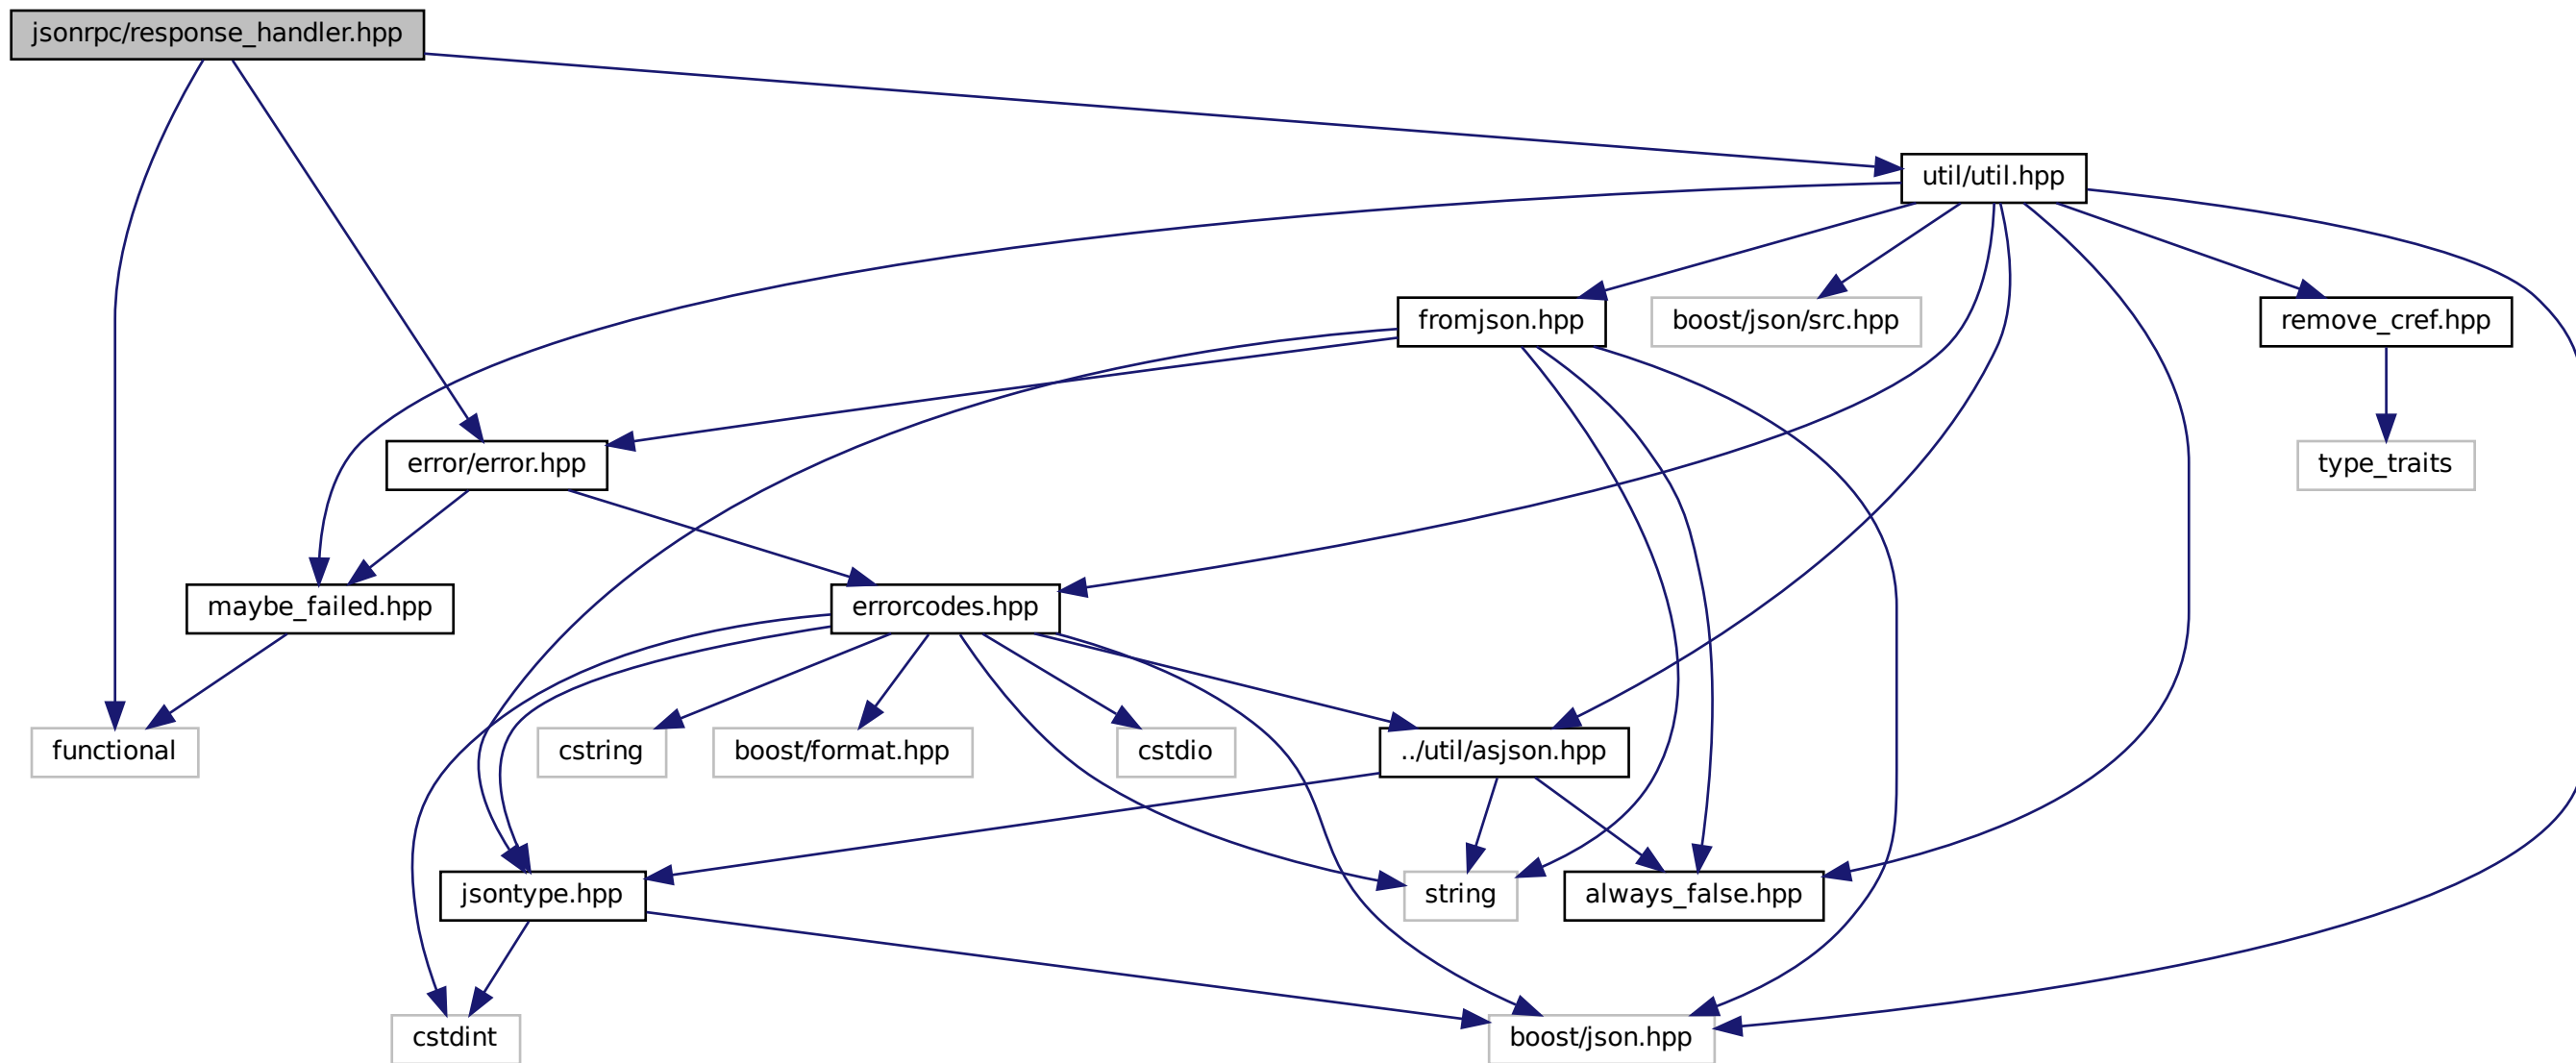 jsonrpc/response_handler.hpp
util/util.hpp
fromjson.hpp
boost/json/src.hpp
remove_cref.hpp
error/error.hpp
type_traits
maybe_failed.hpp
errorcodes.hpp
functional
cstring
boost/format.hpp
cstdio
../util/asjson.hpp
jsontype.hpp
string
always_false.hpp
cstdint
boost/json.hpp